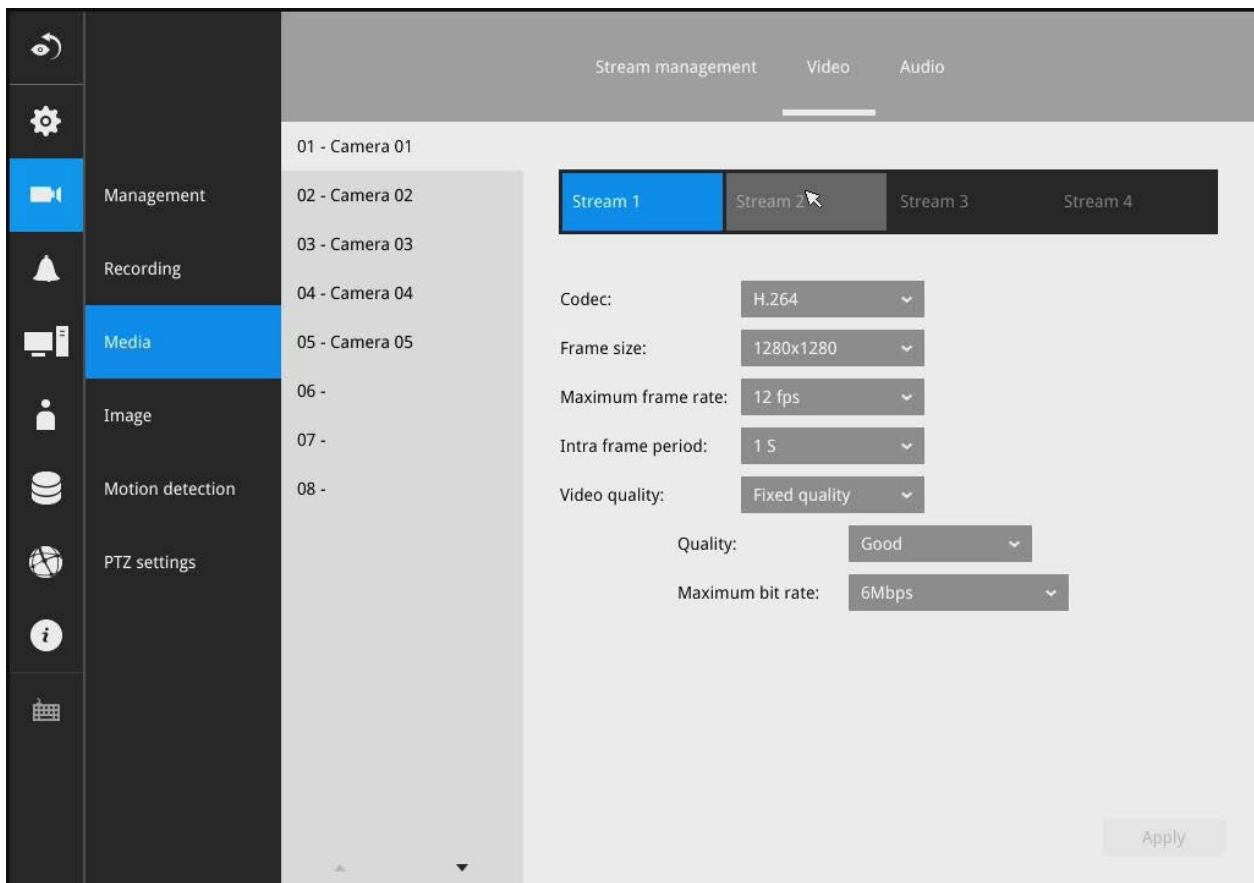 Stream management Video Audio
Management
Recording
Media
Image
Motion detection
PTZ settings
01 - Camera 01
02 - Camera 02
03 - Camera 03
04 - Camera 04
05 - Camera 05
06 -
07 -
08 -
Stream 1 Stream 2 Stream 3 Stream 4
Codec: H.264
Frame size: 1280x1280
Maximum frame rate: 12 fps
Intra frame period: 1 S
Video quality: Fixed quality
Quality: Good
Maximum bit rate: 6Mbps
Apply